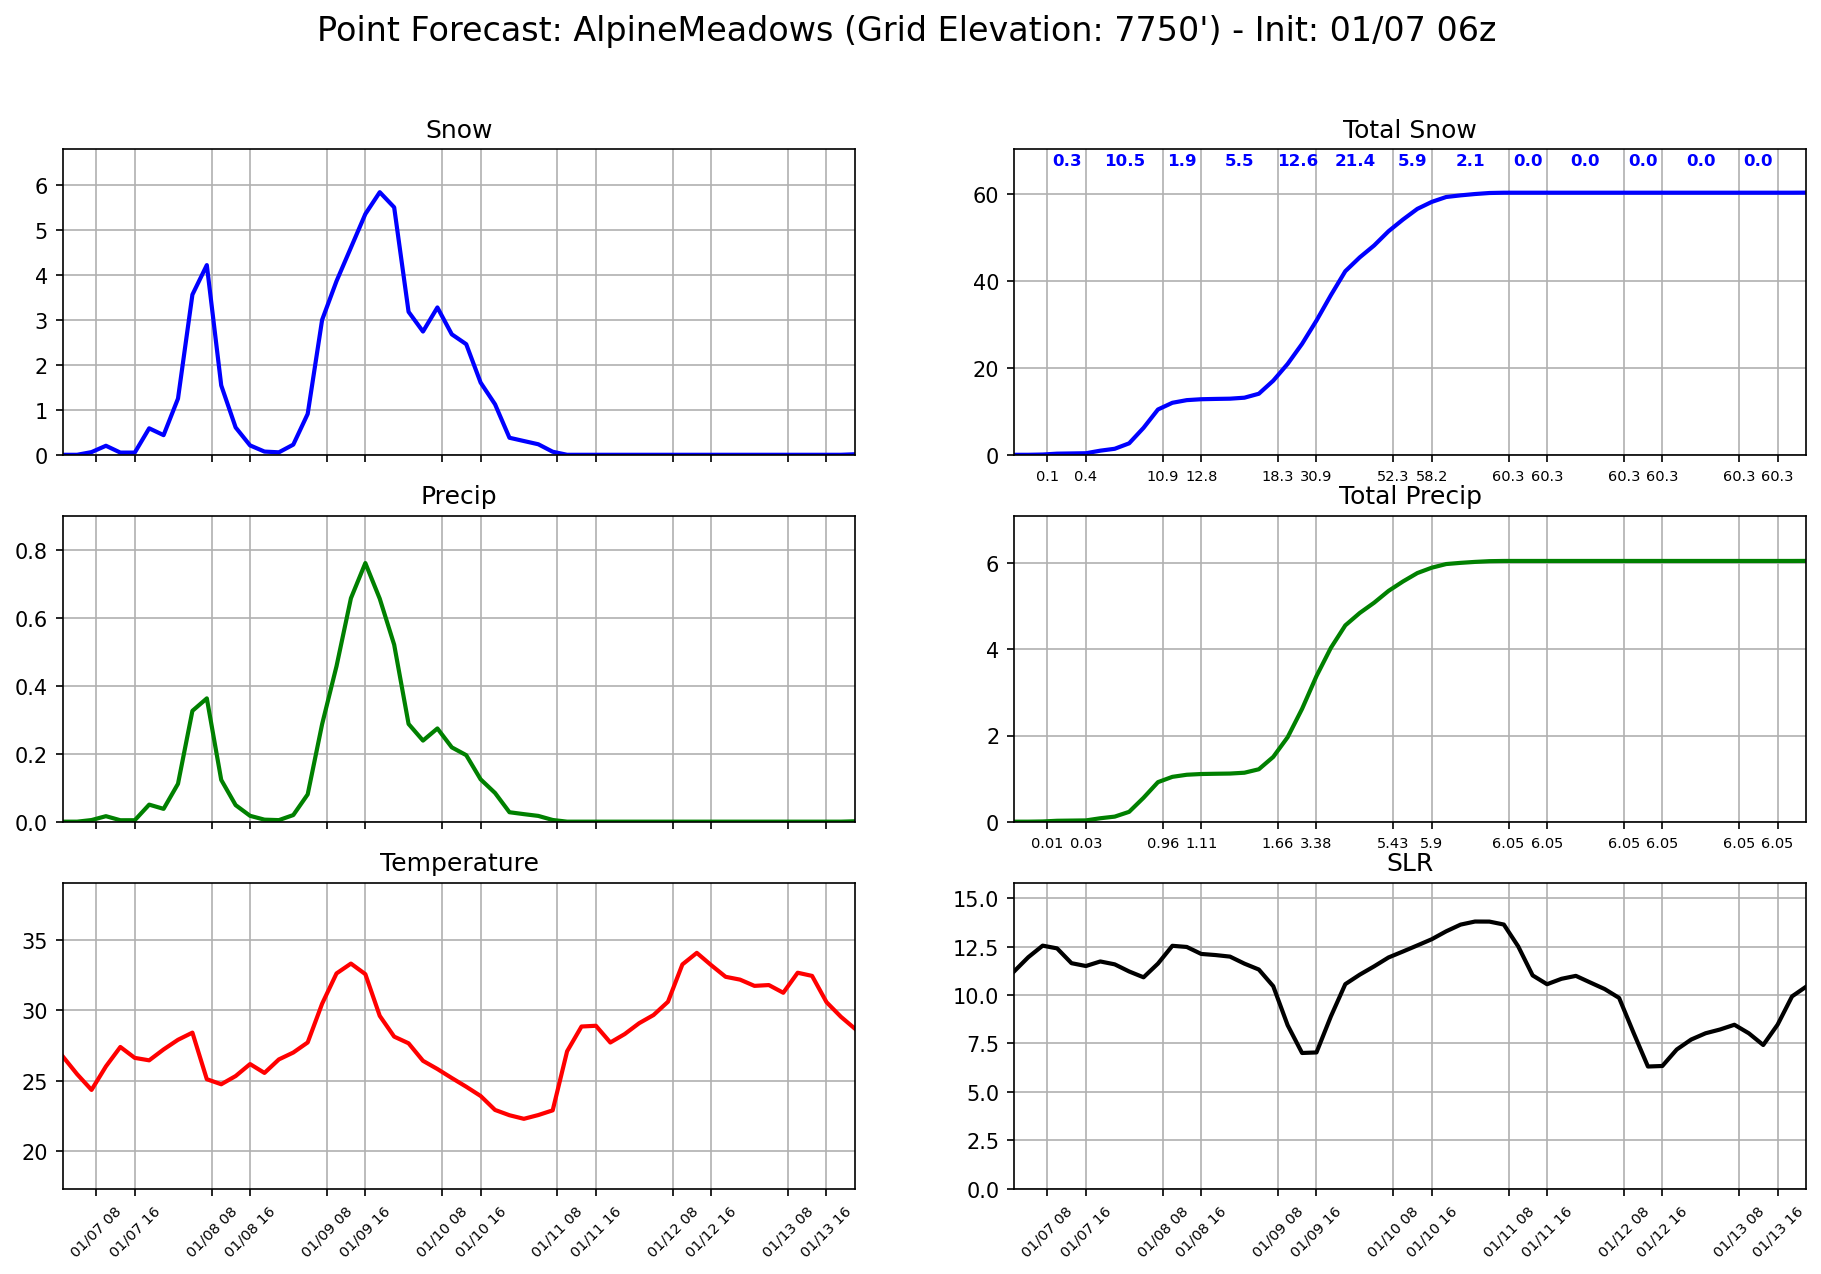 Point Forecast: AlpineMeadows (Grid Elevation: 7750') - Init: 01/07 06z
Snow
6
5
4
3
2
1
0
Total Snow
0.3 10.5 1.9 5.5 12.6 21.4 5.9 2.1 0.0 0.0 0.0 0.0 0.0
60
40
20
0
0.1 0.4 10.9 12.8 18.3 30.9 52.3 58.2 60.3 60.3 60.3 60.3 60.3 60.3
Precip
0.8
0.6
0.4
0.2
0.0
Total Precip
6
4
2
0
0.01 0.03 0.96 1.11 1.66 3.38 5.43 5.9 6.05 6.05 6.05 6.05 6.05 6.05
Temperature
35
30
25
20
01/07 08 01/07 16 01/08 08 01/08 16 01/09 08 01/09 16 01/10 08 01/10 16 01/11 08 01/11 16 01/12 08 01/12 16 01/13 08 01/13 16
SLR
15.0
12.5
10.0
7.5
5.0
2.5
0.0
01/07 08 01/07 16 01/08 08 01/08 16 01/09 08 01/09 16 01/10 08 01/10 16 01/11 08 01/11 16 01/12 08 01/12 16 01/13 08 01/13 16